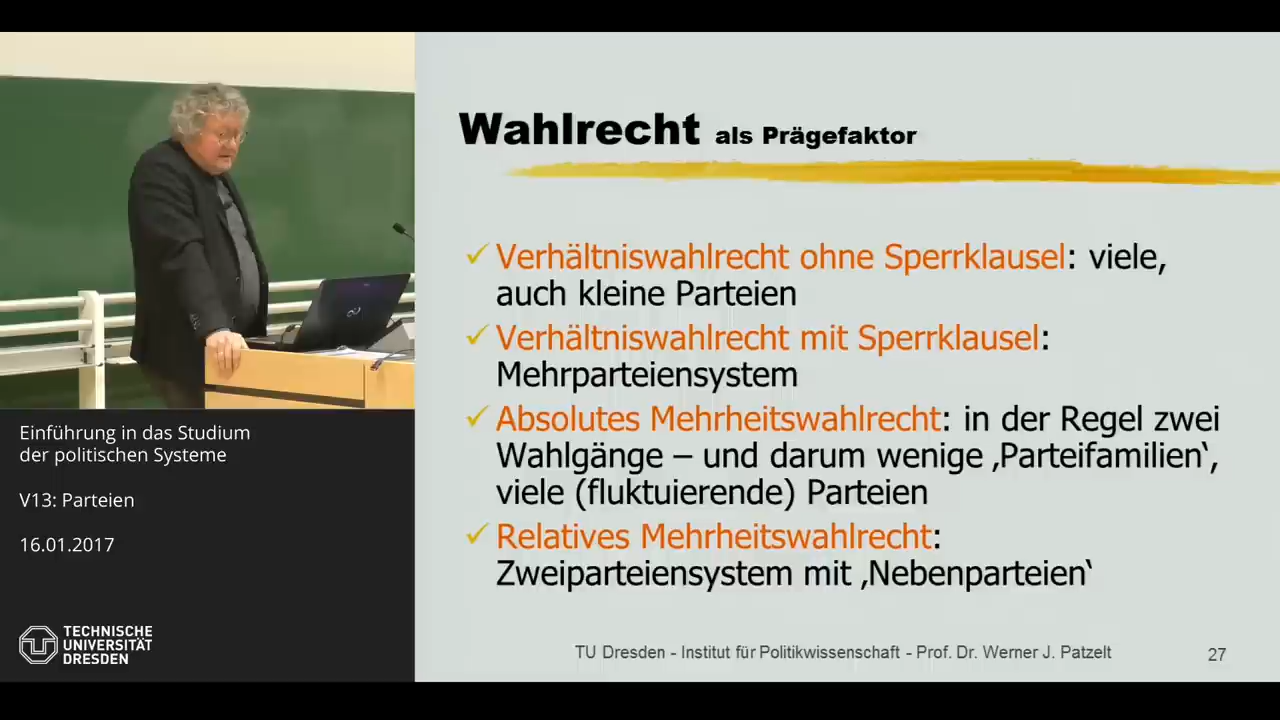 Wahlrecht als Prägefaktor
✓ Verhältniswahlrecht ohne Sperrklausel: viele,
auch kleine Parteien
✓ Verhältniswahlrecht mit Sperrklausel:
Mehrparteiensystem
✓ Absolutes Mehrheitswahlrecht: in der Regel zwei
Wahlgänge – und darum wenige ‚Parteifamilien‛,
viele (fluktuierende) Parteien
✓ Relatives Mehrheitswahlrecht:
Zweiparteiensystem mit ‚Nebenparteien‛
TU Dresden - Institut für Politikwissenschaft - Prof. Dr. Werner J. Patzelt
27
Einführung in das Studium
der politischen Systeme
V13: Parteien
16.01.2017
TECHNISCHE
UNIVERSITÄT
DRESDEN